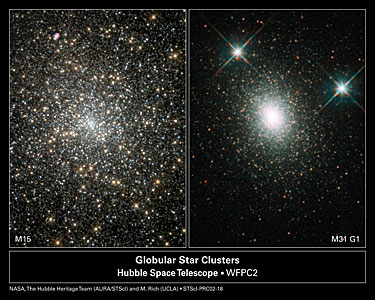 M15
M31 G1
Globular Star Clusters
Hubble Space Telescope • WFPC2
NASA, The Hubble Heritage Team (AURA/STScI) and M. Rich (UCLA) • STScI-PRC02-18